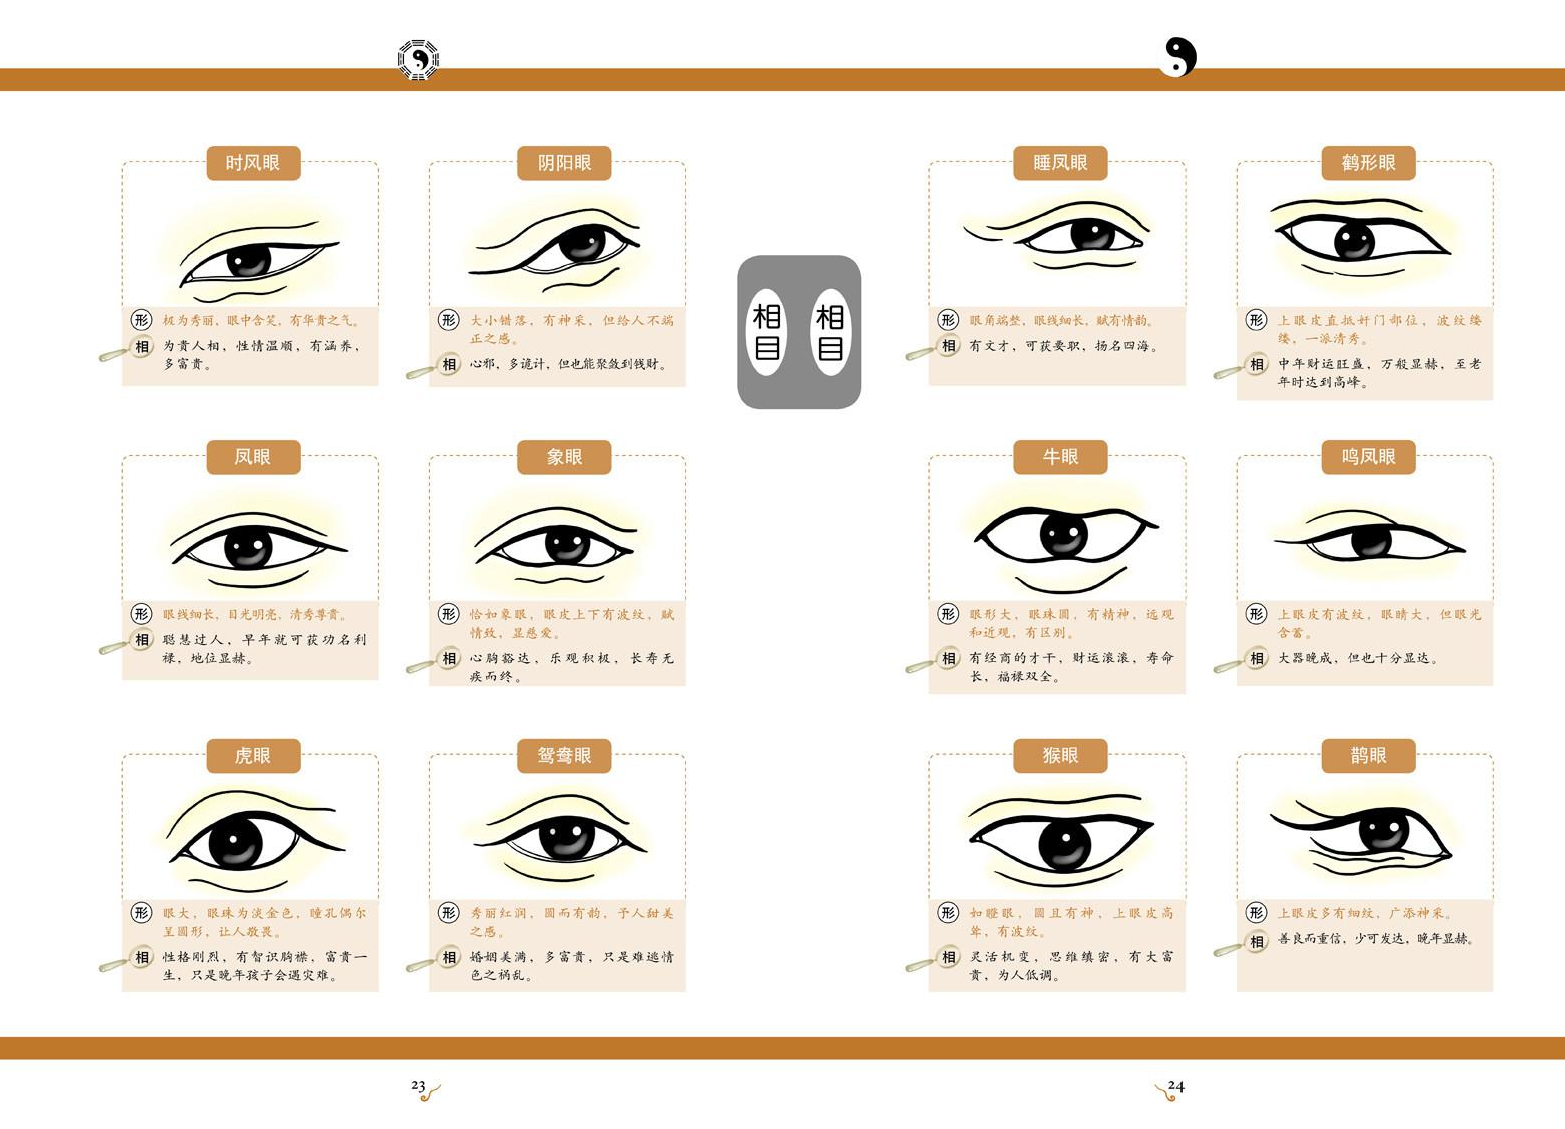 时风眼
形 极为秀丽，眼中含笑，有华贵之气。
相 为贵人相，性情温顺，有涵养，
多富贵。
阴阳眼
形 大小错落，有神采，但给人不端
正之感。
相 心邪，多诡计，但也能聚敛到钱财。
凤眼
形 眼线细长，目光明亮，清秀尊贵。
相 聪慧过人，早年就可获功名利
禄，地位显赫。
象眼
形 恰如象眼，眼皮上下有波纹，赋
情致，显慈爱。
相 心胸豁达，乐观积极，长寿无
疾而终。
虎眼
形 眼大，眼珠为淡金色，瞳孔偶尔
呈圆形，让人敬畏。
相 性格刚烈，有智识胸襟，富贵一
生，只是晚年孩子会遇灾难。
鸳鸯眼
形 秀丽红润，圆而有韵，予人甜美
之感。
相 婚姻美满，多富贵，只是难逃情
色之祸乱。
23
相目
相目
睡凤眼
形 眼角端整，眼线细长，赋有情韵。
相 有文才，可获要职，扬名四海。
鹤形眼
形 上眼皮直抵奸门部位，波纹缕
缕，一派清秀。
相 中年财运旺盛，万般显赫，至老
年时达到高峰。
牛眼
形 眼形大，眼珠圆，有精神，远观
和近观，有区别。
相 有经商的才干，财运滚滚，寿命
长，福禄双全。
鸣凤眼
形 上眼皮有波纹，眼睛大，但眼光
含蓄。
相 大器晚成，但也十分显达。
猴眼
形 如瞪眼，圆且有神，上眼皮高
耸，有波纹。
相 灵活机变，思维缜密，有大富
贵，为人低调。
鹊眼
形 上眼皮多有细纹，广添神采。
相 善良而重信，少可发达，晚年显赫。
24